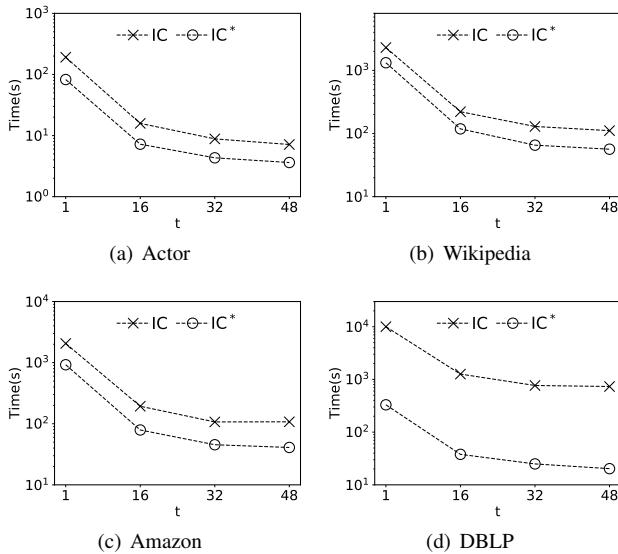 IC IC*
10³
10²
10¹
10⁰
Time(s)
1 16 32 48
t
(a) Actor
IC IC*
10³
10²
10¹
Time(s)
1 16 32 48
t
(b) Wikipedia
IC IC*
10⁴
10³
10²
10¹
Time(s)
1 16 32 48
t
(c) Amazon
IC IC*
10⁴
10³
10²
10¹
Time(s)
1 16 32 48
t
(d) DBLP